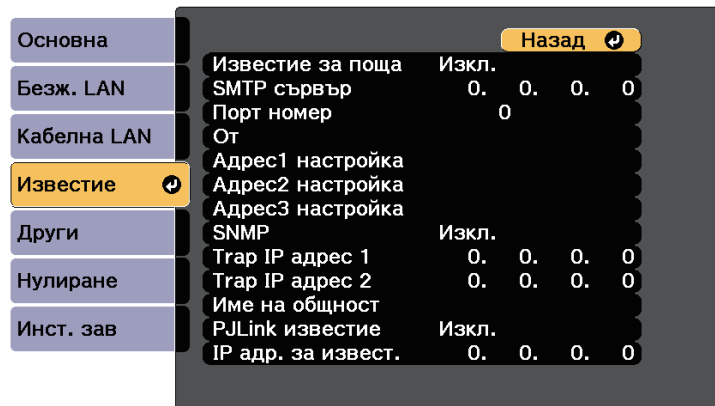 Основна
Безж. LAN
Кабелна LAN
Известие
Други
Нулиране
Инст. зав
Назад
Известие за поща Изкл.
SMTP сървър 0. 0. 0. 0
Порт номер 0
От
Адрес1 настройка
Адрес2 настройка
Адрес3 настройка
SNMP Изкл.
Trap IP адрес 1 0. 0. 0. 0
Trap IP адрес 2 0. 0. 0. 0
Име на общност
PJLink известие Изкл.
IP адр. за извест. 0. 0. 0. 0